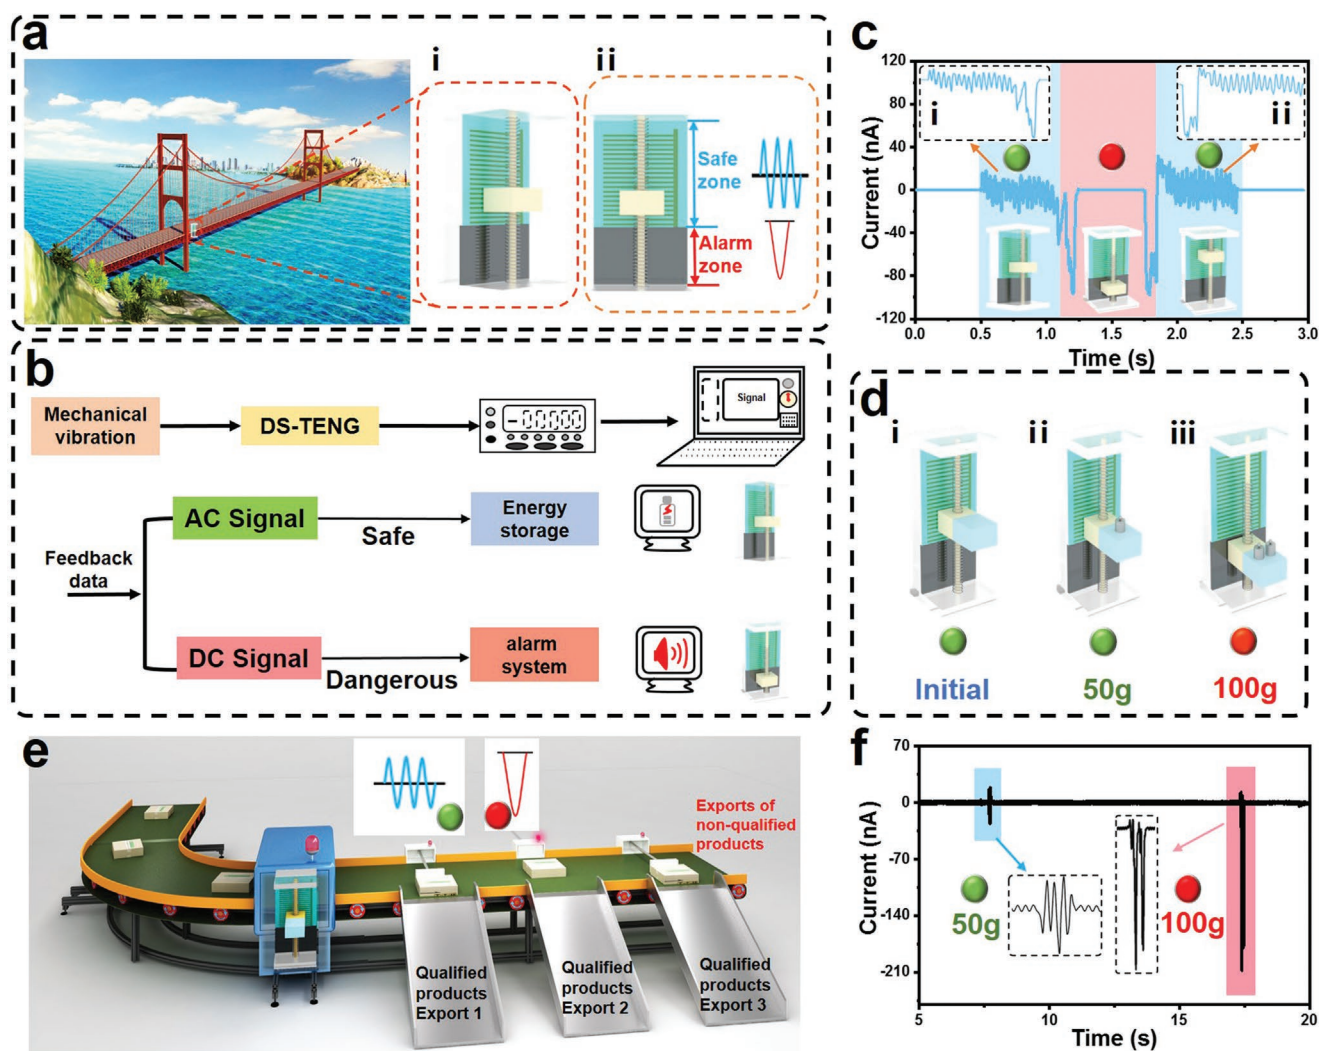 a
i
ii
Safe
zone
Alarm
zone
b
Mechanical
vibration
DS-TENG
-00000
Signal
Feedback
data
AC Signal
Safe
Energy
storage
DC Signal
Dangerous
alarm
system
c
120
80
40
0
-40
-80
-120
Current (nA)
i
ii
0.0
0.5
1.0
1.5
2.0
2.5
3.0
Time (s)
d
i
ii
iii
Initial
50g
100g
e
Exports of
non-qualified
products
Qualified
products
Export 1
Qualified
products
Export 2
Qualified
products
Export 3
f
70
0
-70
-140
-210
Current (nA)
50g
100g
5
10
15
20
Time (s)